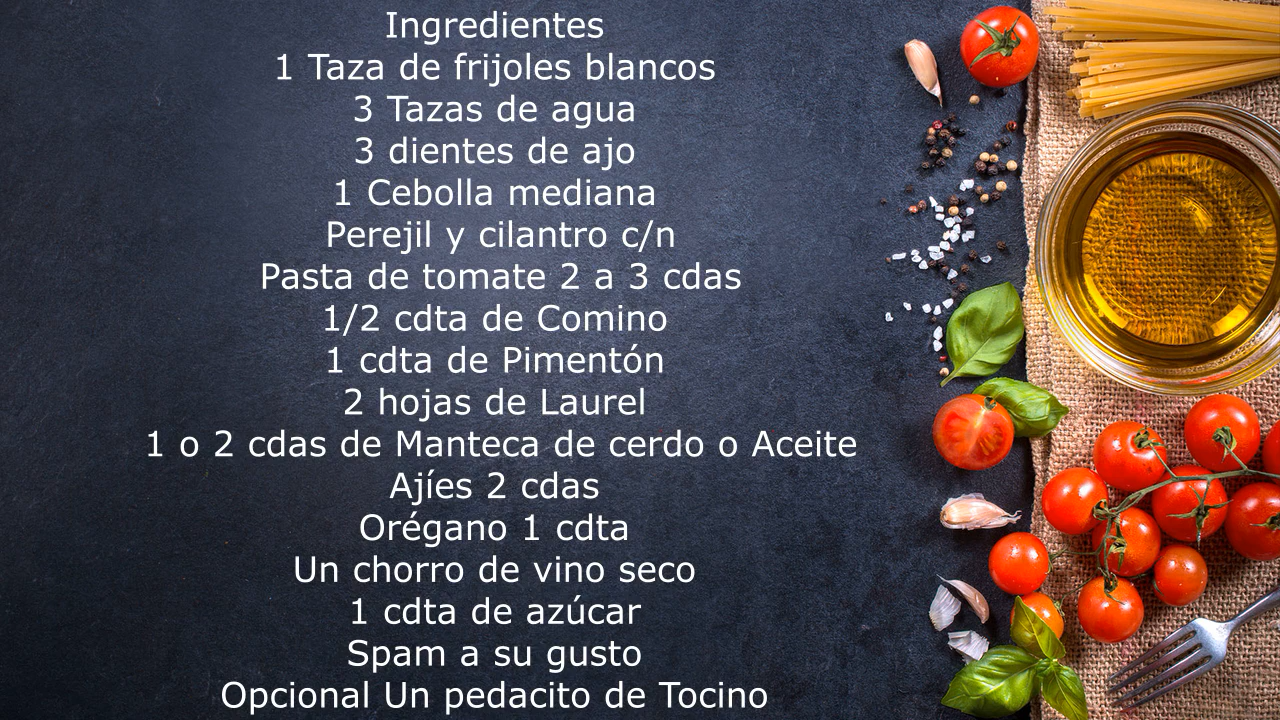 Ingredientes
1 Taza de frijoles blancos
3 Tazas de agua
3 dientes de ajo
1 Cebolla mediana
Perejil y cilantro c/n
Pasta de tomate 2 a 3 cdas
1/2 cdta de Comino
1 cdta de Pimentón
2 hojas de Laurel
1 o 2 cdas de Manteca de cerdo o Aceite
Ajíes 2 cdas
Orégano 1 cdta
Un chorro de vino seco
1 cdta de azúcar
Spam a su gusto
Opcional Un pedacito de Tocino